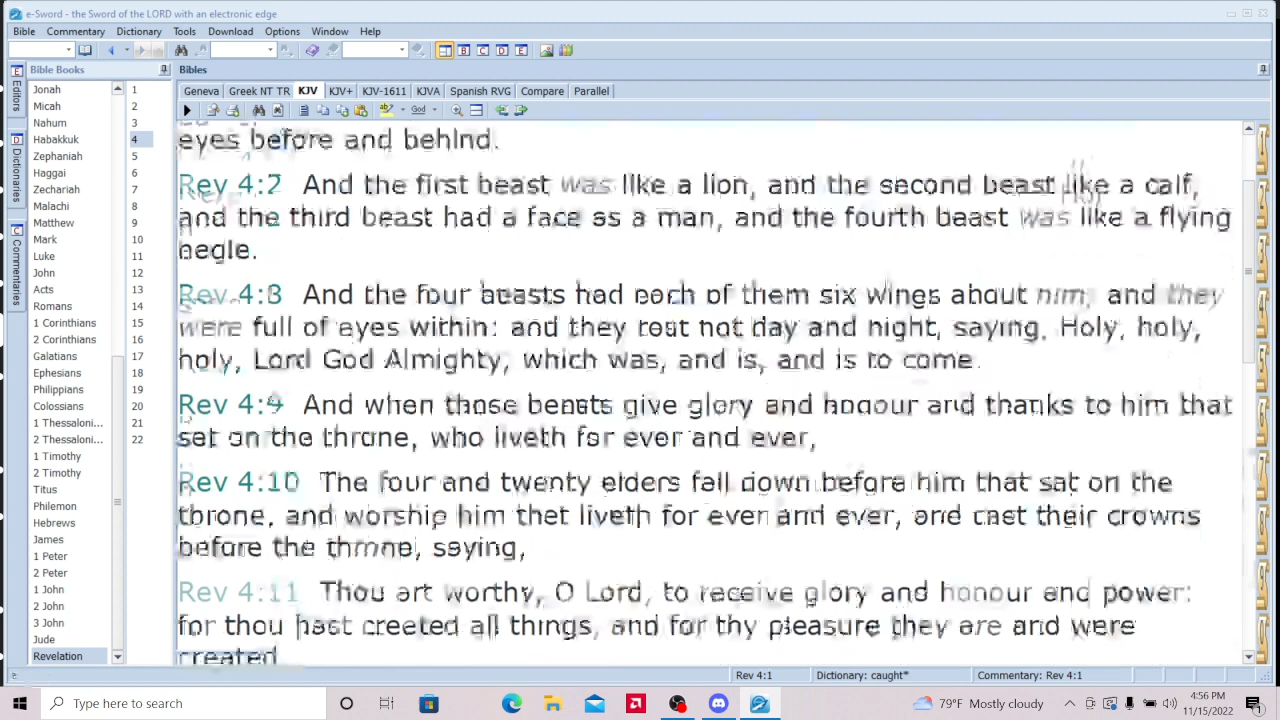 e-Sword - the Sword of the LORD with an electronic edge
Bible Commentary Dictionary Tools Download Options Window Help
Bible Books
Bibles
Geneva Greek NT TR KJV KJV+ KJV-1611 KJVA Spanish RVG Compare Parallel
Editors
Dictionaries
Commentaries
Jonah 1
Micah 2
Nahum 3
Habakkuk 4
Zephaniah 5
Haggai 6
Zechariah 7
Malachi 8
Matthew 9
Mark 10
Luke 11
John 12
Acts 13
Romans 14
1 Corinthians 15
2 Corinthians 16
Galatians 17
Ephesians 18
Philippians 19
Colossians 20
1 Thessaloni... 21
2 Thessaloni... 22
1 Timothy
2 Timothy
Titus
Philemon
Hebrews
James
1 Peter
2 Peter
1 John
2 John
3 John
Jude
Revelation
God
eyes before and behind.
Rev 4:7 And the first beast was like a lion, and the second beast like a calf,
and the third beast had a face as a man, and the fourth beast was like a flying
eagle.
Rev 4:8 And the four beasts had each of them six wings about him; and they
were full of eyes within: and they rest not day and night, saying, Holy, holy,
holy, Lord God Almighty, which was, and is, and is to come.
Rev 4:9 And when those beasts give glory and honour and thanks to him that
sat on the throne, who liveth for ever and ever,
Rev 4:10 The four and twenty elders fall down before him that sat on the
throne, and worship him that liveth for ever and ever, and cast their crowns
before the throne, saying,
Rev 4:11 Thou art worthy, O Lord, to receive glory and honour and power:
for thou hast created all things, and for thy pleasure they are and were
created
Rev 4:1 Dictionary: caught* Commentary: Rev 4:1
Type here to search
79°F Mostly cloudy
4:56 PM
11/15/2022